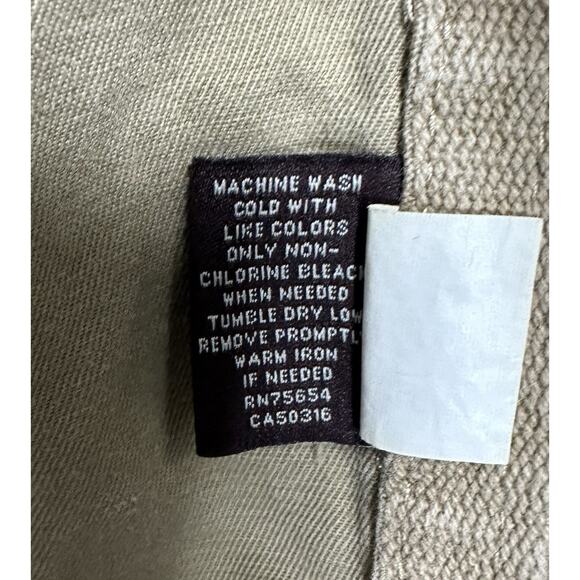 MACHINE WASH
COLD WITH
LIKE COLORS
ONLY NON-
CHLORINE BLEACH
WHEN NEEDED
TUMBLE DRY LOW
REMOVE PROMPTLY
WARM IRON
IF NEEDED
RN75654
CA50316